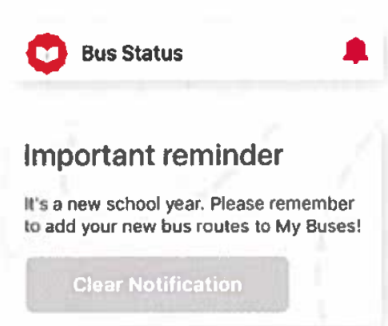 Bus Status
Important reminder
It's a new school year. Please remember
to add your new bus routes to My Buses!
Clear Notification